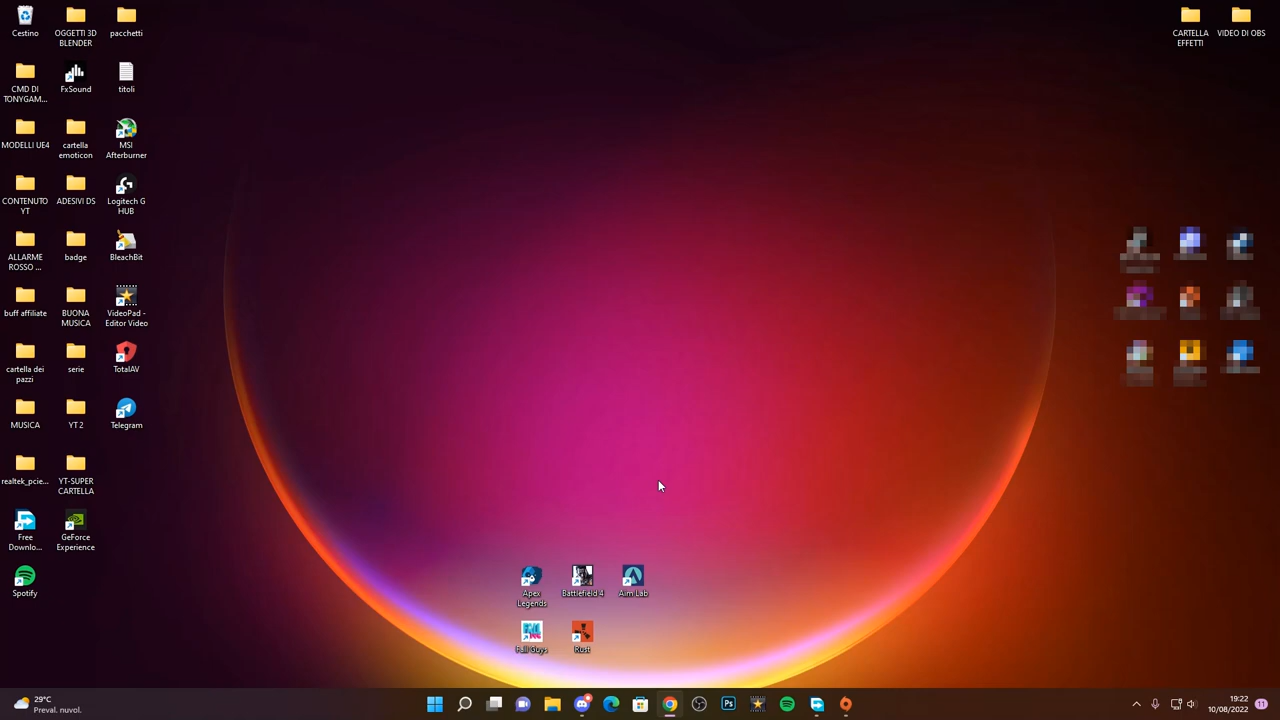 Cestino
OGGETTI 3D
BLENDER
pacchetti
CARTELLA
EFFETTI
VIDEO DI OBS
CMD DI
TONYGAM...
FxSound
titoli
MODELLI UE4
cartella
emoticon
MSI
Afterburner
CONTENUTO
YT
ADESIVI DS
Logitech G
HUB
ALLARME
ROSSO ...
badge
BleachBit
buff affiliate
BUONA
MUSICA
VideoPad -
Editor Video
cartella dei
pazzi
serie
TotalAV
MUSICA
YT 2
Telegram
realtek_pcie...
YT-SUPER
CARTELLA
Free
Downlo...
GeForce
Experience
Spotify
Apex
Legends
Battlefield 4
Aim Lab
Fall Guys
Rust
29°C
Preval. nuvol.
Ps
19:22
10/08/2022
11